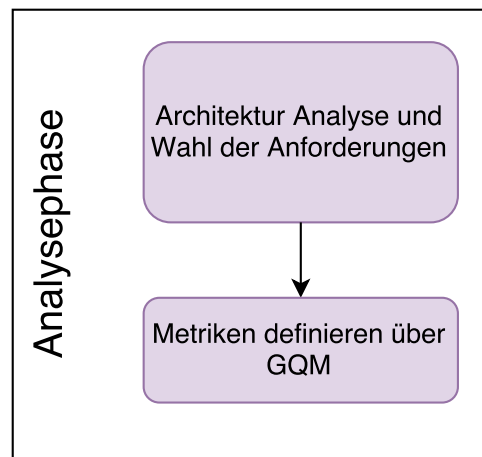 Analysephase
Architektur Analyse und
Wahl der Anforderungen
Metriken definieren über
GQM